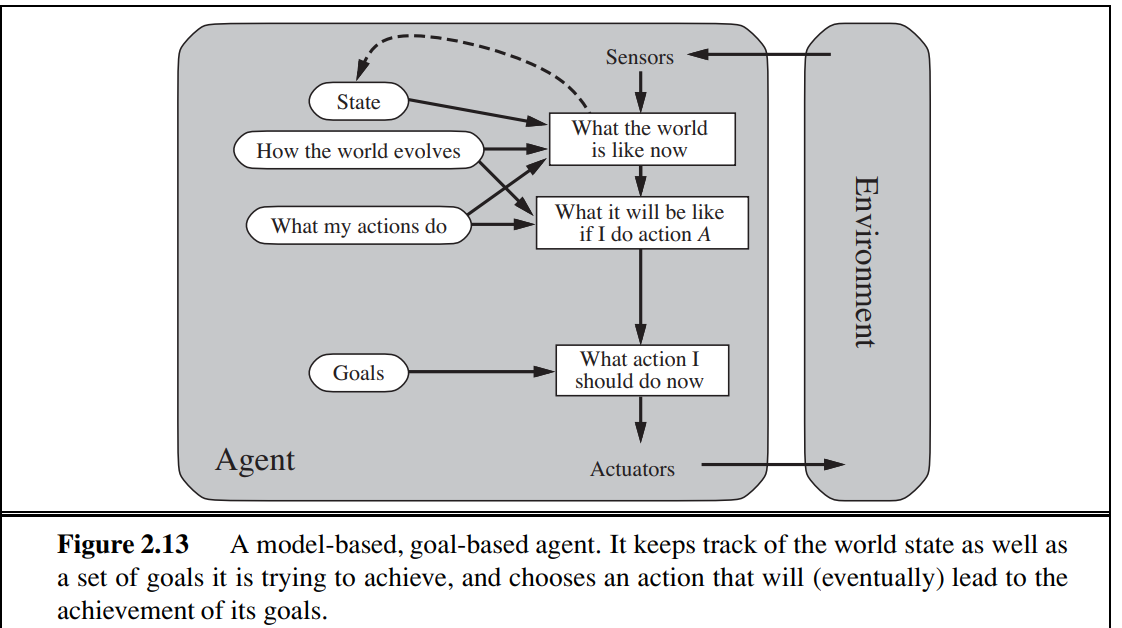 Sensors
State
What the world
is like now
How the world evolves
What my actions do
What it will be like
if I do action A
Environment
Goals
What action I
should do now
Agent
Actuators
Figure 2.13 A model-based, goal-based agent. It keeps track of the world state as well as
a set of goals it is trying to achieve, and chooses an action that will (eventually) lead to the
achievement of its goals.